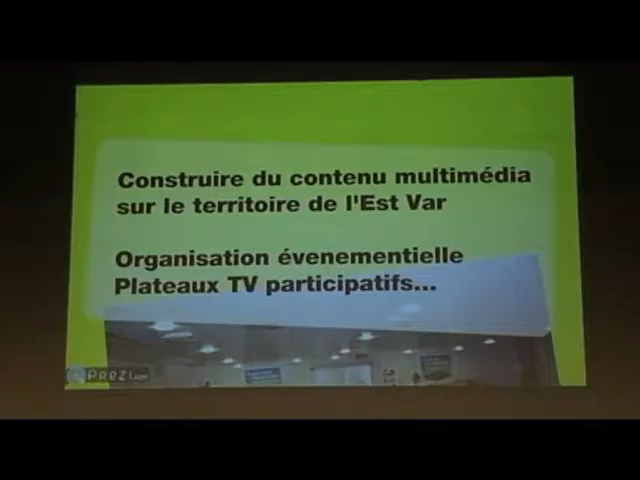 Construire du contenu multimédia
sur le territoire de l'Est Var
Organisation évenementielle
Plateaux TV participatifs...
Prezi